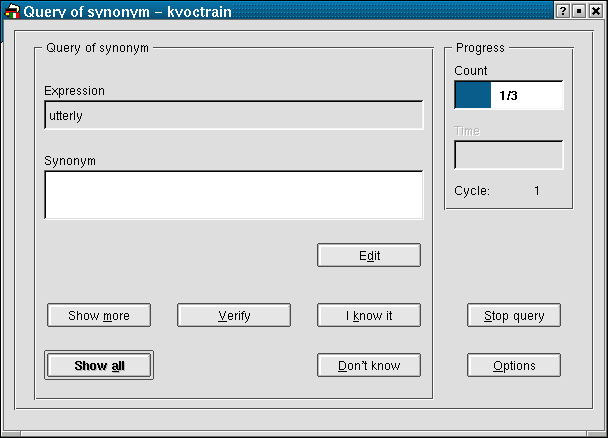 Query of synonym – kvoctrain
Query of synonym
Expression
utterly
Synonym
Edit
Show more
Verify
I know it
Show all
Don't know
Progress
Count
1/3
Time
Cycle: 1
Stop query
Options